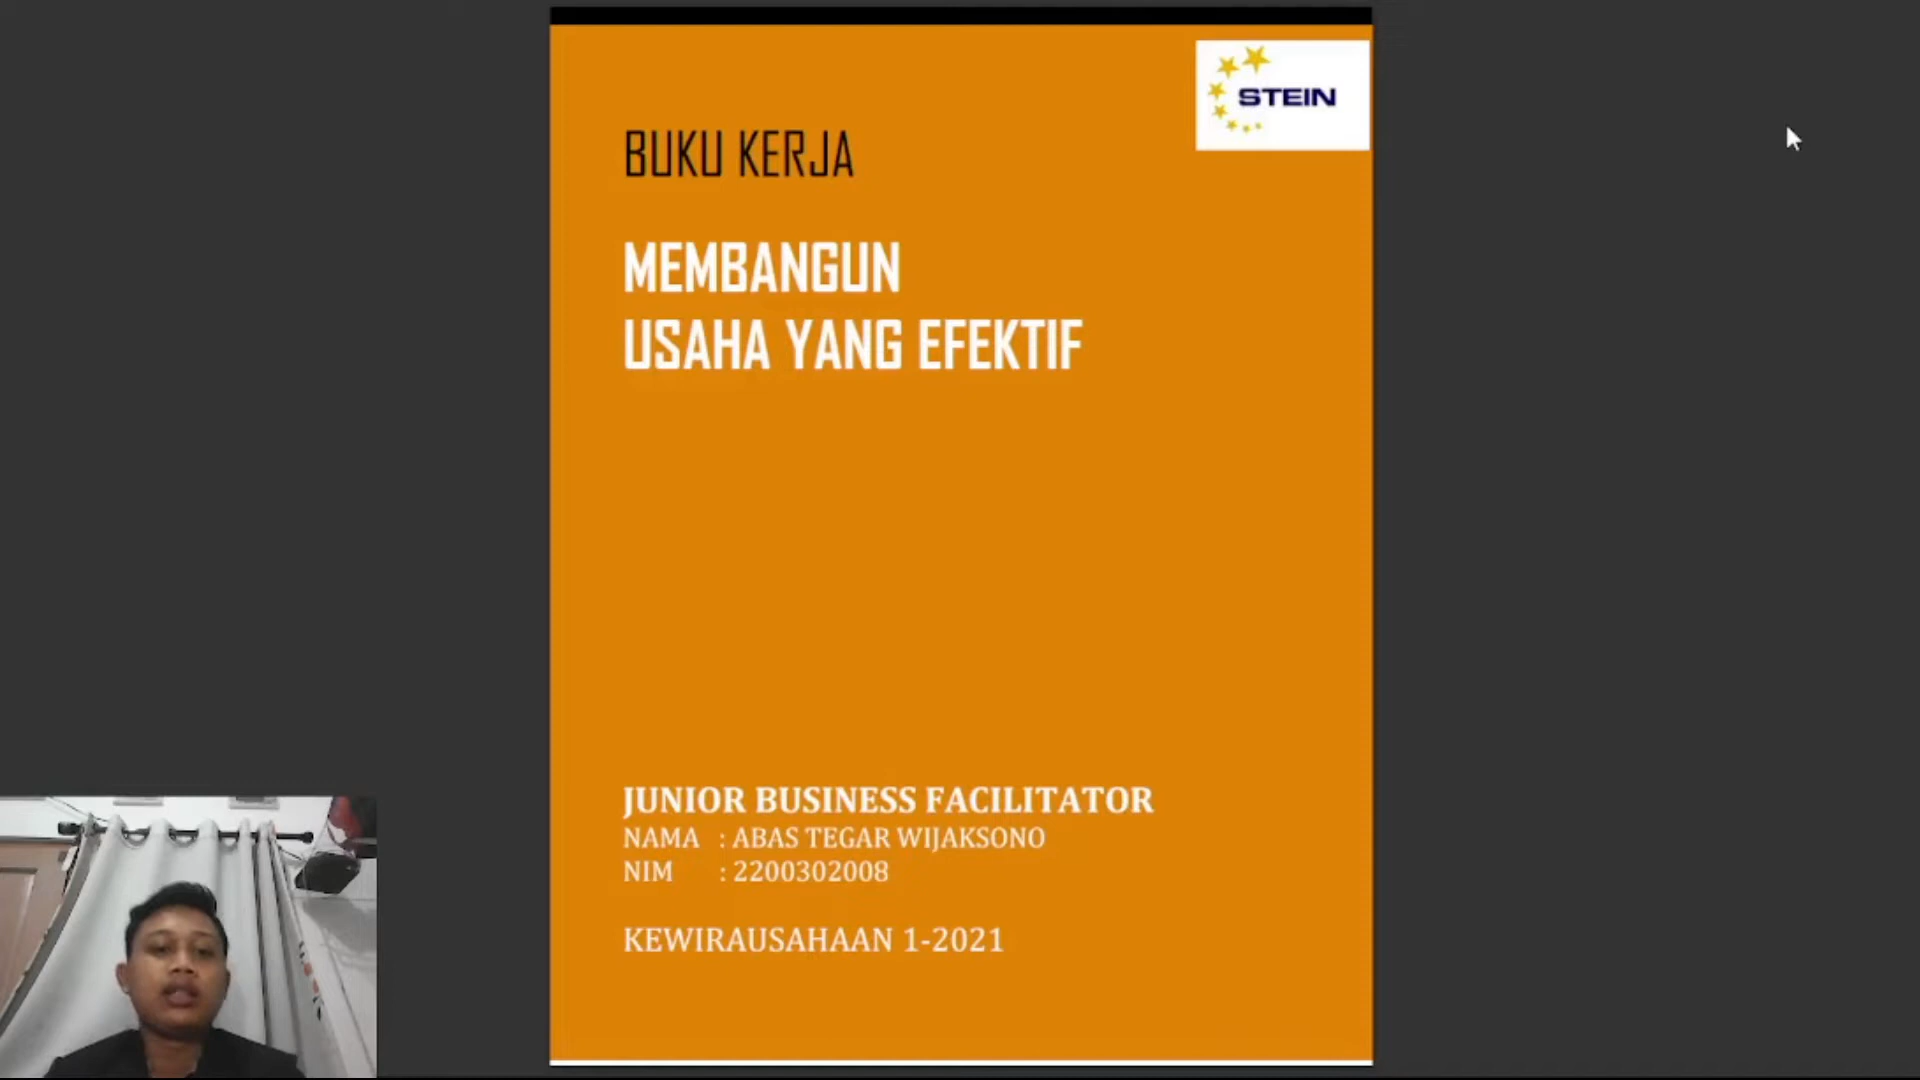 STEIN
BUKU KERJA
MEMBANGUN
USAHA YANG EFEKTIF
JUNIOR BUSINESS FACILITATOR
NAMA : ABAS TEGAR WIJAKSONO
NIM : 2200302008
KEWIRAUSAHAAN 1-2021